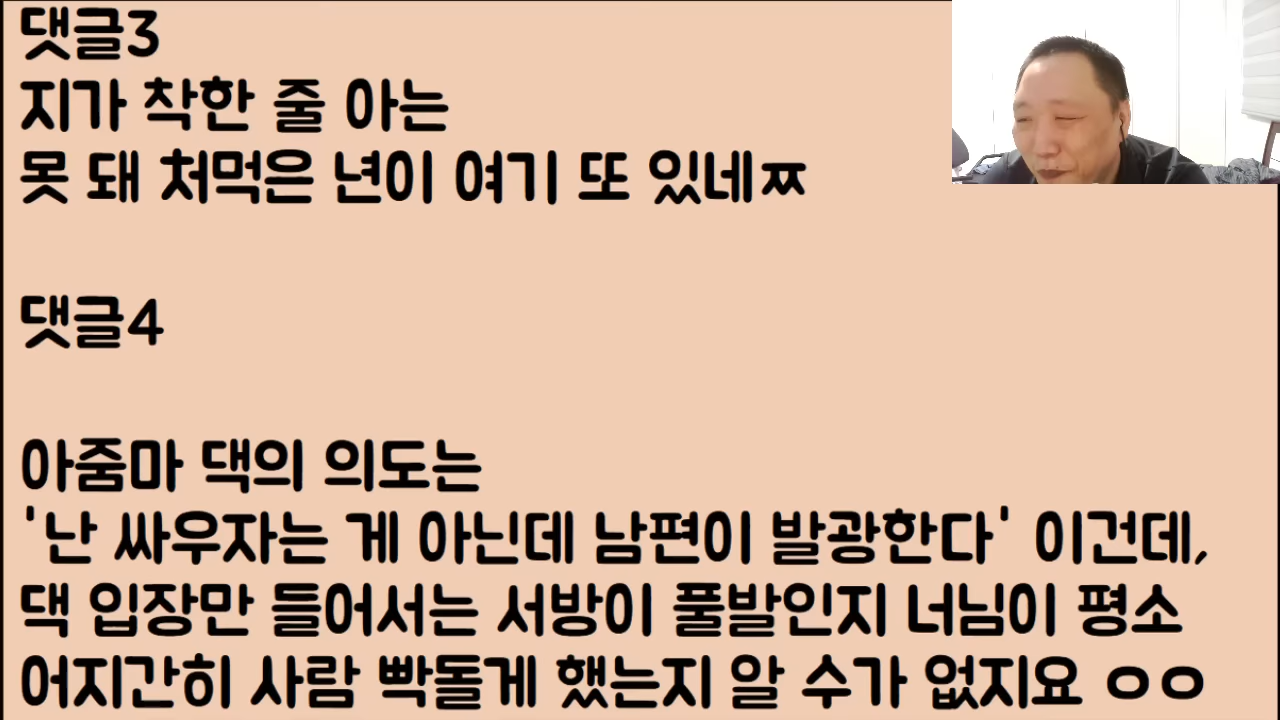 댓글3
지가 착한 줄 아는
못 돼 처먹은 년이 여기 또 있네ㅉ
댓글4
아줌마 댁의 의도는
'난 싸우자는 게 아닌데 남편이 발광한다' 이건데,
댁 입장만 들어서는 서방이 풀발인지 너님이 평소
어지간히 사람 빡돌게 했는지 알 수가 없지요 ㅇㅇ